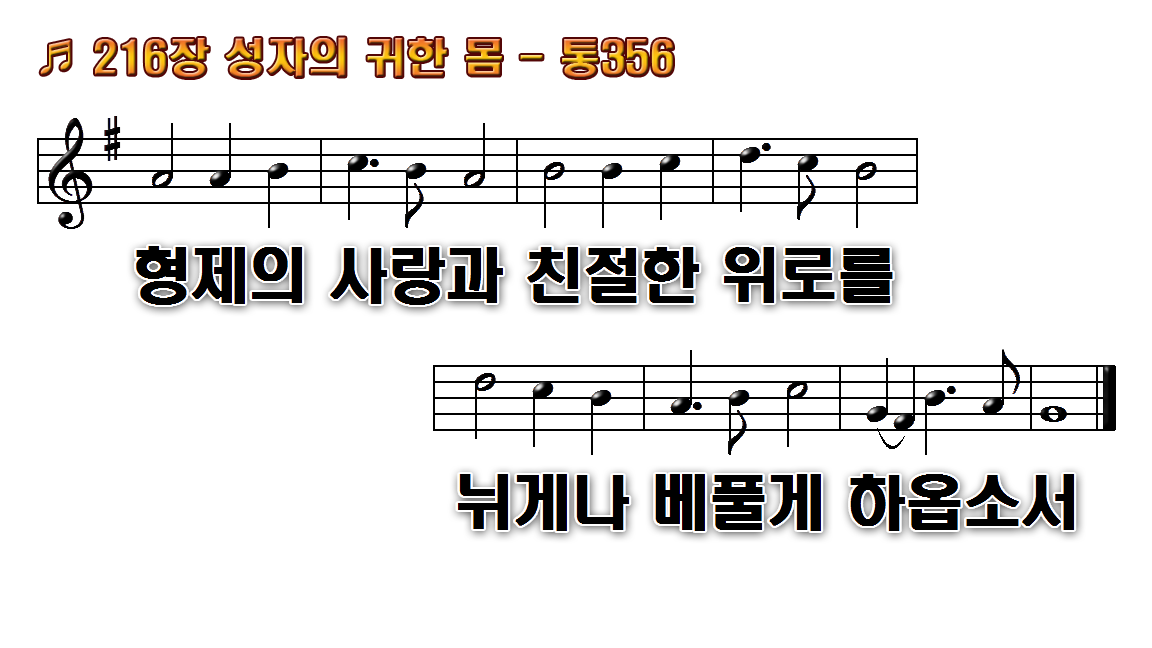 ♬ 216장 성자의 귀한 몸 - 통356
형제의 사랑과 친절한 위로를
뉘게나 베풀게 하옵소서